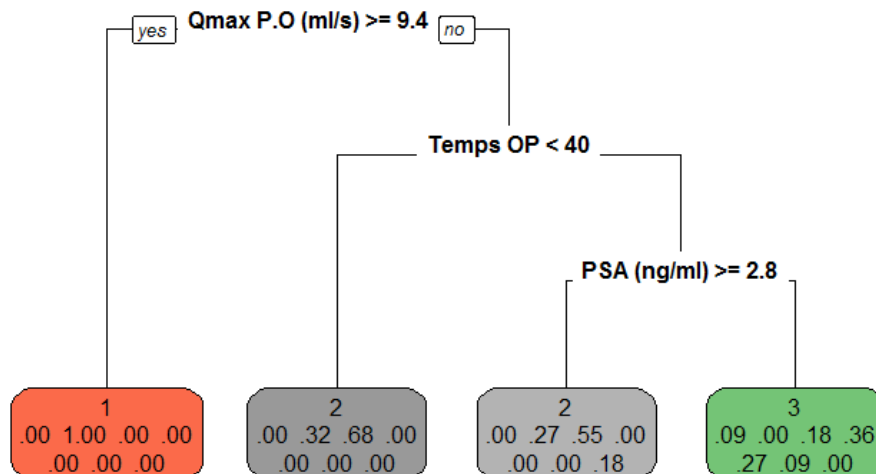 Qmax P.O (ml/s) >= 9.4
yes
no
Temps OP < 40
PSA (ng/ml) >= 2.8
1
.00 1.00 .00 .00
.00 .00 .00
2
.00 .32 .68 .00
.00 .00 .00
2
.00 .27 .55 .00
.00 .00 .18
3
.09 .00 .18 .36
.27 .09 .00